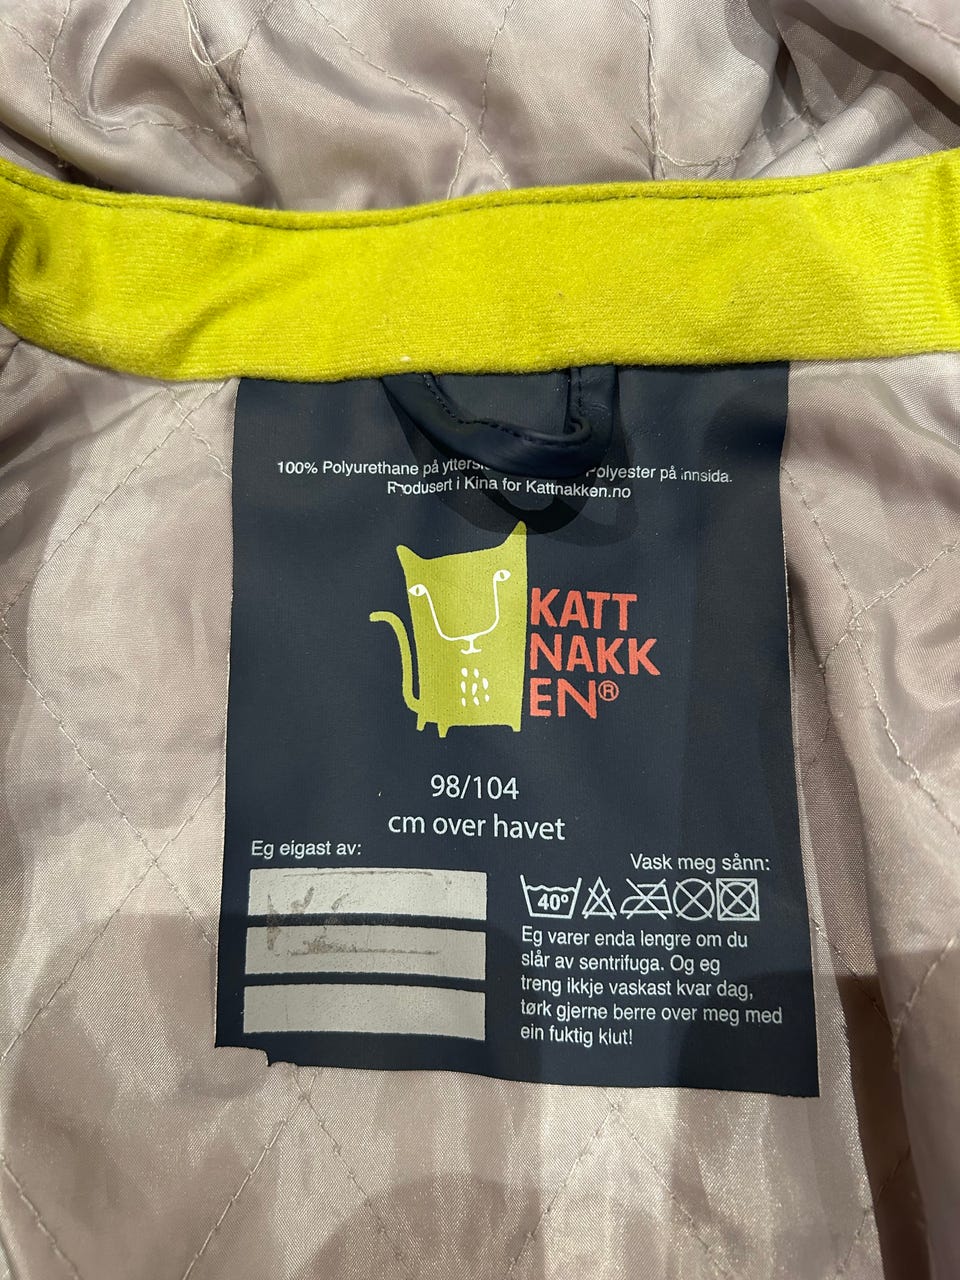 100% Polyurethane på Polyester på innsida.
Produsert i Kina for Kattnakken.no
KATT
NAKK
EN®
98/104
cm over havet
Eg eigast av:
Vask meg sånn:
40º
Eg varer enda lengre om du
slår av sentrifuga. Og eg
treng ikkje vaskast kvar dag,
tørk gjerne berre over meg med
ein fuktig klut!